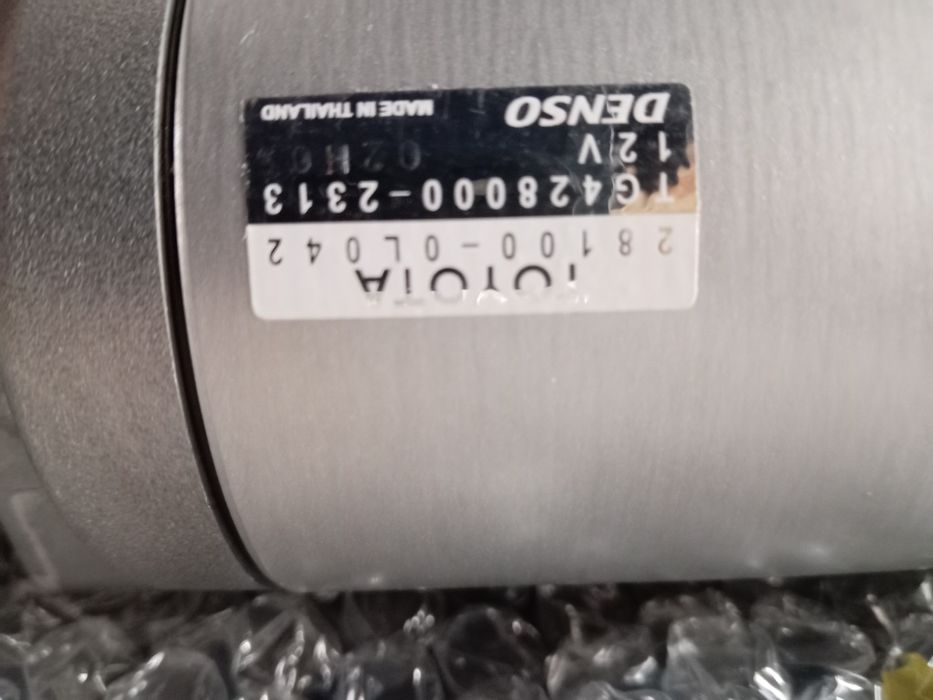 TOYOTA
28100-0L042
TG428000-2313
12V
DENSO MADE IN THAILAND